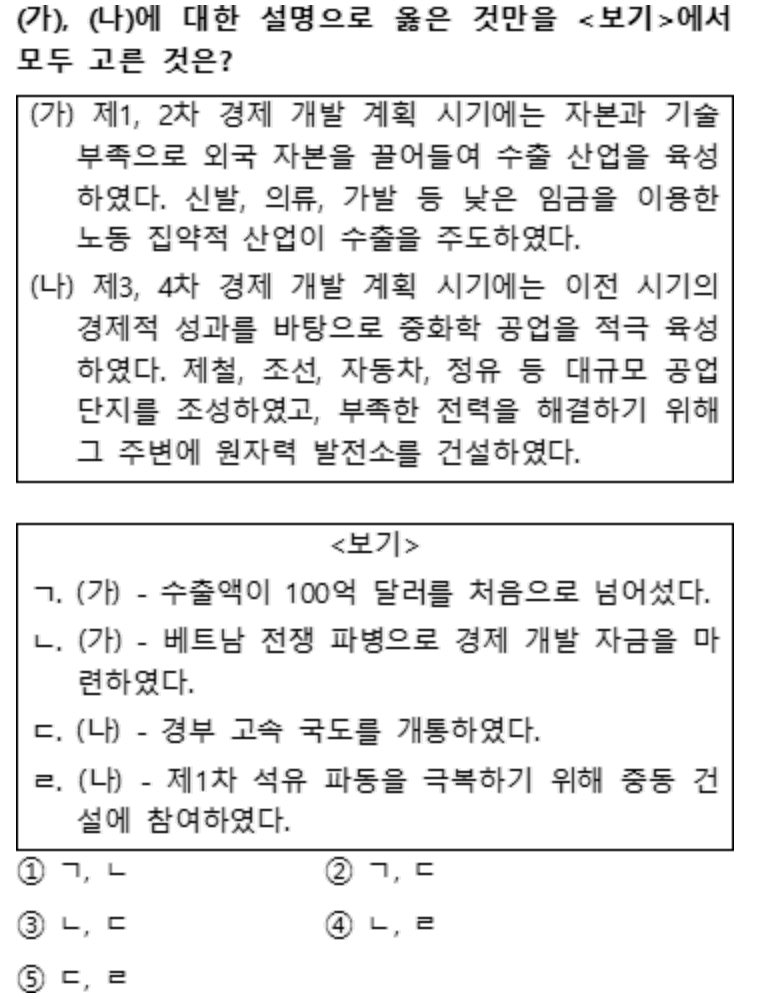 (가), (나)에 대한 설명으로 옳은 것만을 <보기>에서
모두 고른 것은?
(가) 제1, 2차 경제 개발 계획 시기에는 자본과 기술
부족으로 외국 자본을 끌어들여 수출 산업을 육성
하였다. 신발, 의류, 가발 등 낮은 임금을 이용한
노동 집약적 산업이 수출을 주도하였다.
(나) 제3, 4차 경제 개발 계획 시기에는 이전 시기의
경제적 성과를 바탕으로 중화학 공업을 적극 육성
하였다. 제철, 조선, 자동차, 정유 등 대규모 공업
단지를 조성하였고, 부족한 전력을 해결하기 위해
그 주변에 원자력 발전소를 건설하였다.
<보기>
ㄱ. (가) - 수출액이 100억 달러를 처음으로 넘어섰다.
ㄴ. (가) - 베트남 전쟁 파병으로 경제 개발 자금을 마
련하였다.
ㄷ. (나) - 경부 고속 국도를 개통하였다.
ㄹ. (나) - 제1차 석유 파동을 극복하기 위해 중동 건
설에 참여하였다.
① ㄱ, ㄴ ② ㄱ, ㄷ
③ ㄴ, ㄷ ④ ㄴ, ㄹ
⑤ ㄷ, ㄹ